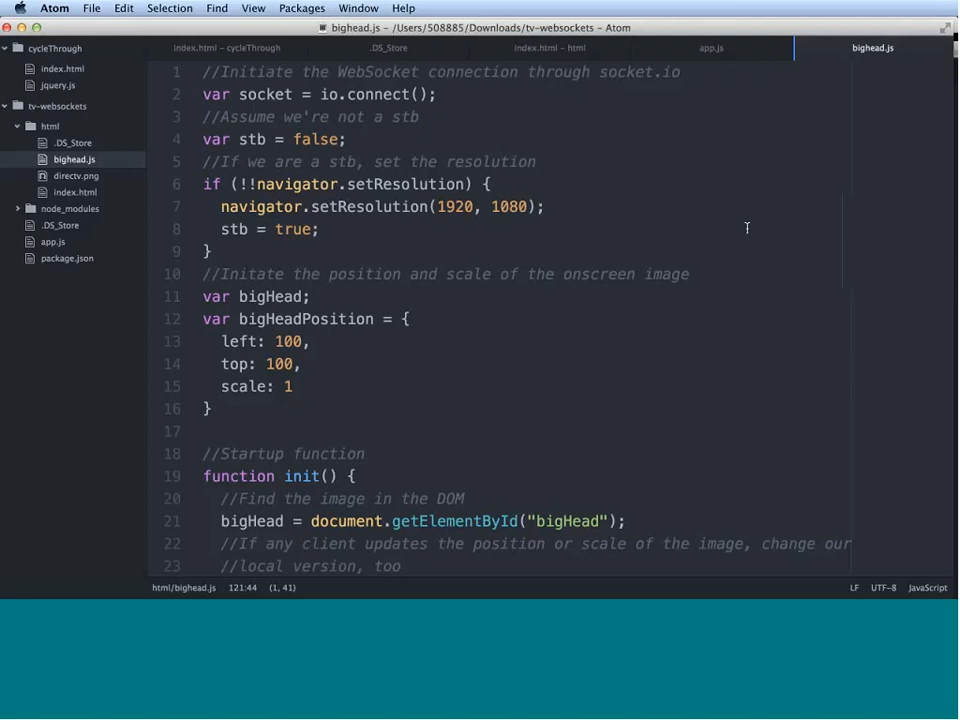 Atom File Edit Selection Find View Packages Window Help
bighead.js - /Users/508885/Downloads/tv-websockets - Atom
cycleThrough
index.html
jquery.js
tv-websockets
html
.DS_Store
bighead.js
directv.png
index.html
node_modules
.DS_Store
app.js
package.json
index.html - cycleThrough .DS_Store index.html - html app.js bighead.js
1 //Initiate the WebSocket connection through socket.io
2 var socket = io.connect();
3 //Assume we're not a stb
4 var stb = false;
5 //If we are a stb, set the resolution
6 if (!!navigator.setResolution) {
7 navigator.setResolution(1920, 1080);
8 stb = true;
9 }
10 //Initate the position and scale of the onscreen image
11 var bigHead;
12 var bigHeadPosition = {
13 left: 100,
14 top: 100,
15 scale: 1
16 }
17
18 //Startup function
19 function init() {
20 //Find the image in the DOM
21 bigHead = document.getElementById("bigHead");
22 //If any client updates the position or scale of the image, change our
23 //local version, too
html/bighead.js 121:44 (1, 41) LF UTF-8 JavaScript